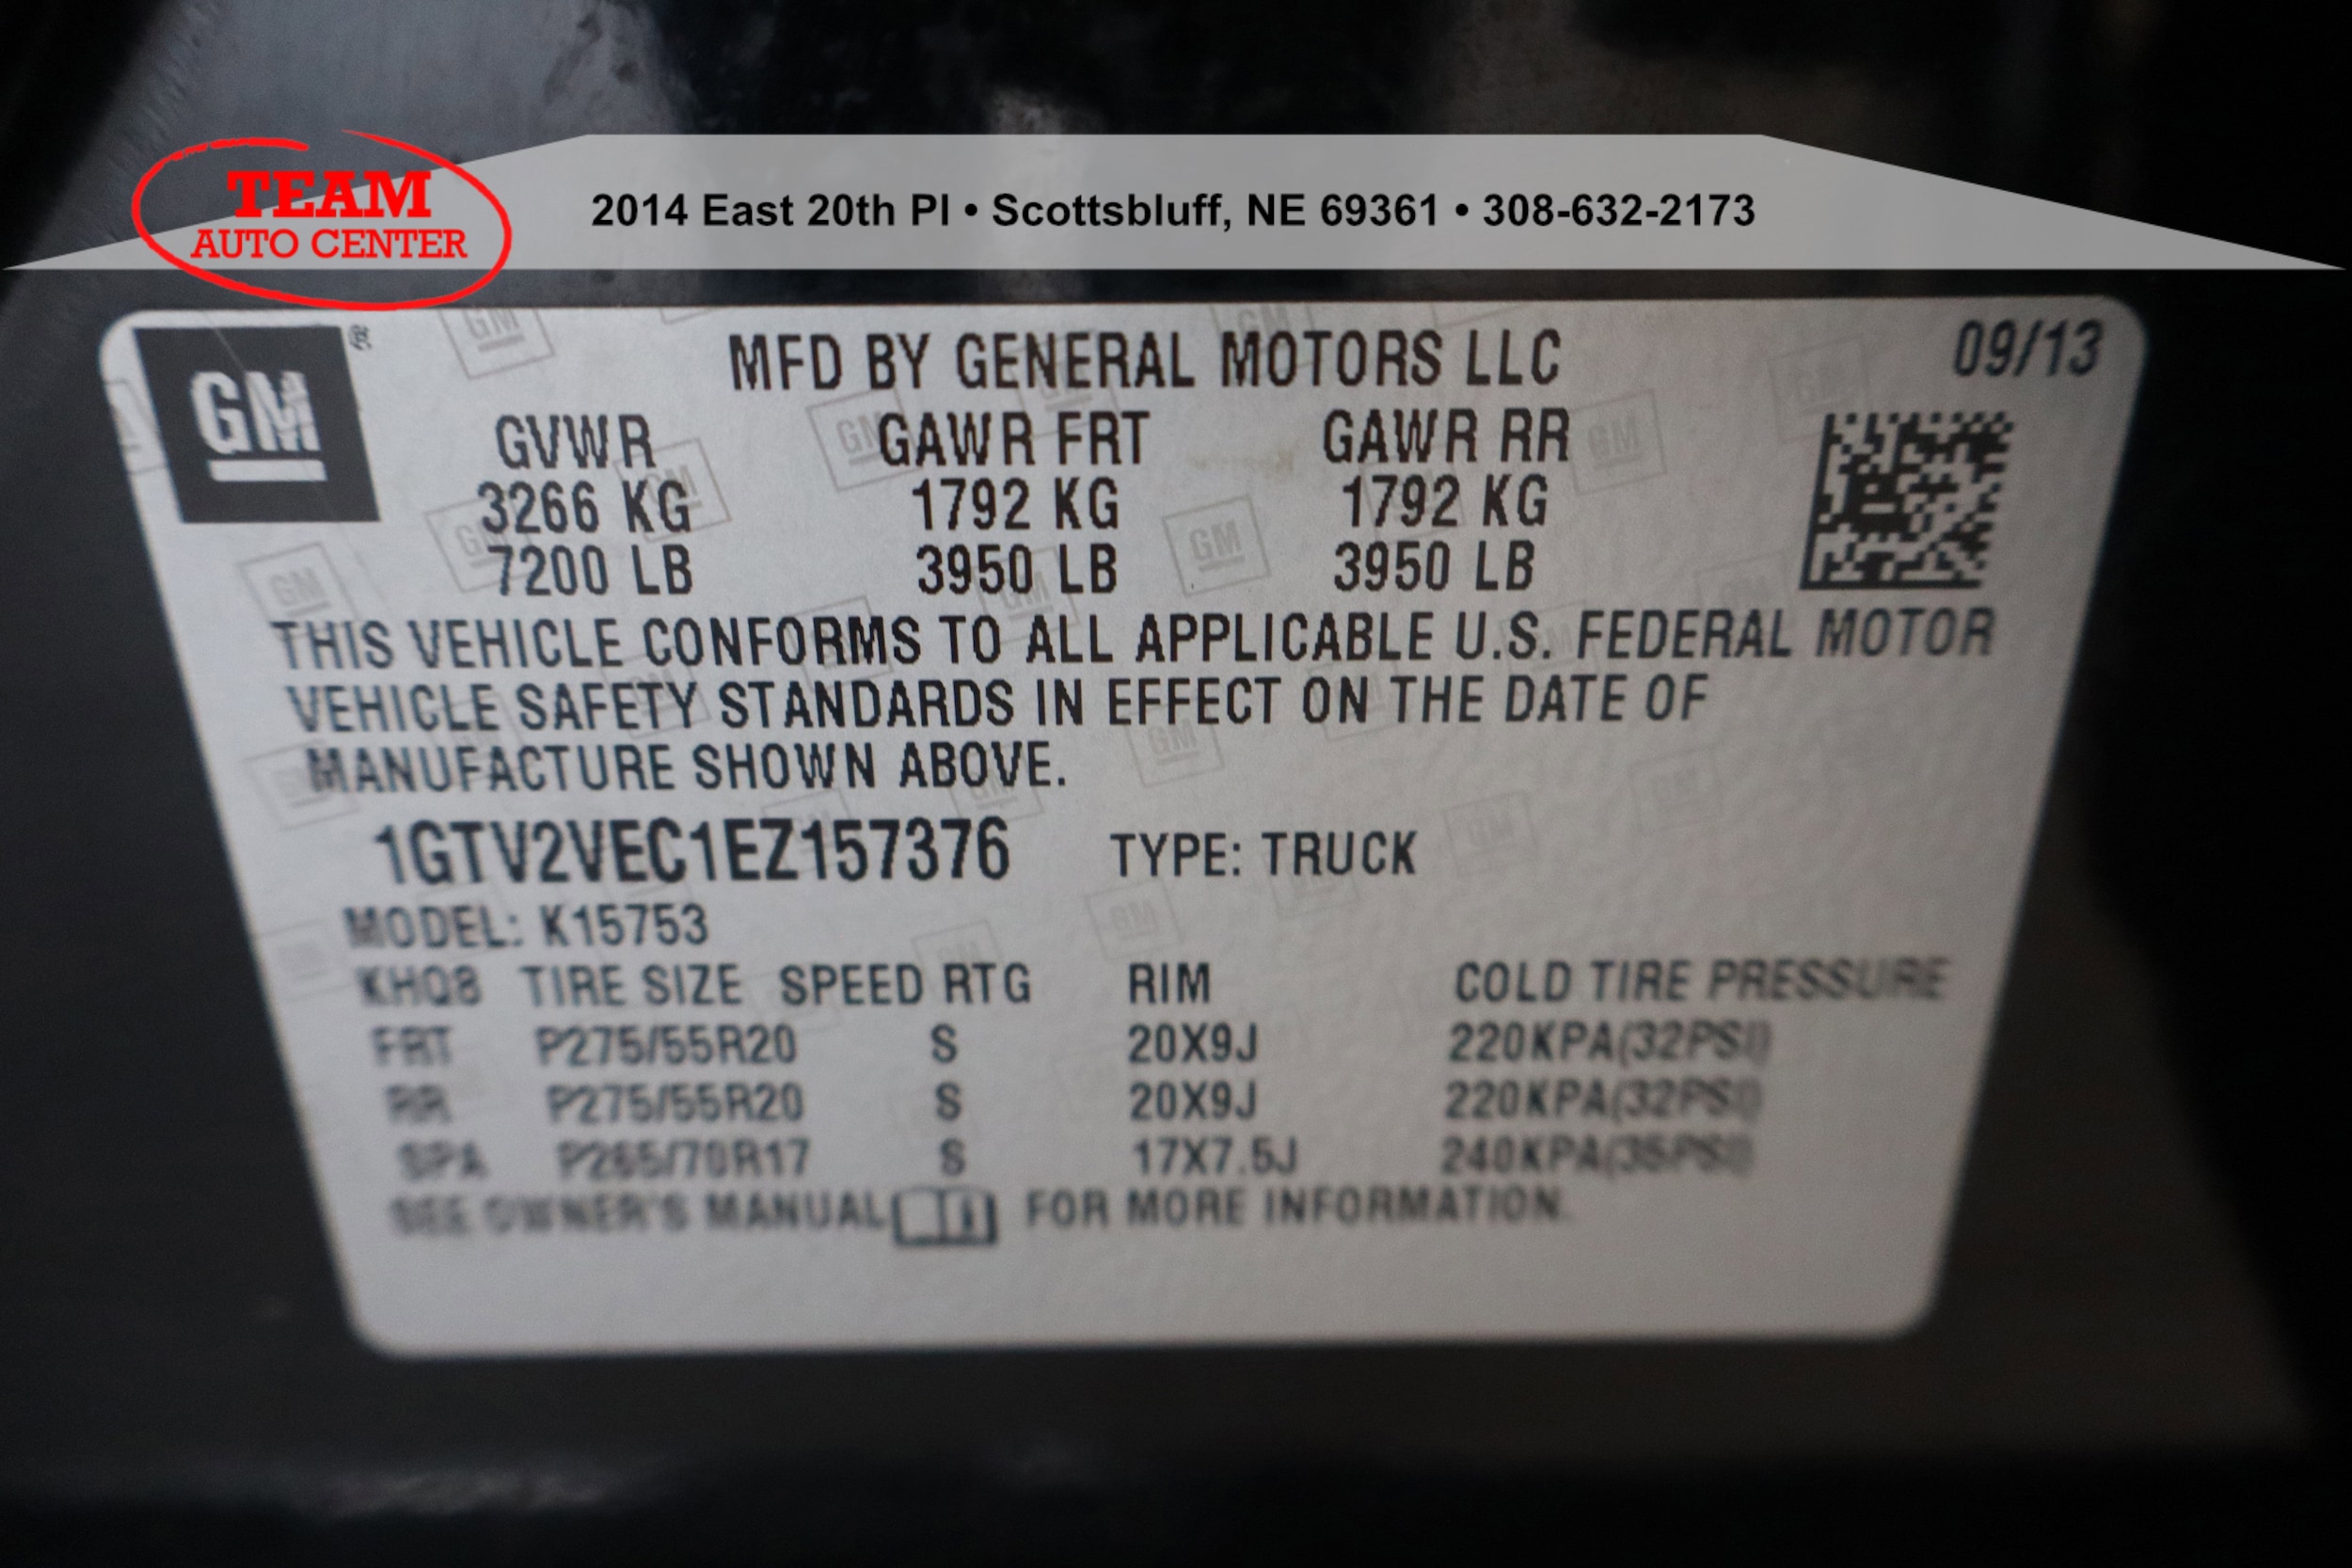 TEAM
AUTO CENTER
2014 East 20th Pl • Scottsbluff, NE 69361 • 308-632-2173
GM ®
MFD BY GENERAL MOTORS LLC 09/13
GVWR GAWR FRT GAWR RR
3266 KG 1792 KG 1792 KG
7200 LB 3950 LB 3950 LB
THIS VEHICLE CONFORMS TO ALL APPLICABLE U.S. FEDERAL MOTOR
VEHICLE SAFETY STANDARDS IN EFFECT ON THE DATE OF
MANUFACTURE SHOWN ABOVE.
1GTV2VEC1EZ157376 TYPE: TRUCK
MODEL: K15753
KHQ8 TIRE SIZE SPEED RTG RIM COLD TIRE PRESSURE
FRT P275/55R20 S 20X9J 220KPA(32PSI)
RR P275/55R20 S 20X9J 220KPA(32PSI)
SPA P265/70R17 S 17X7.5J 240KPA(35PSI)
SEE OWNER'S MANUAL FOR MORE INFORMATION.